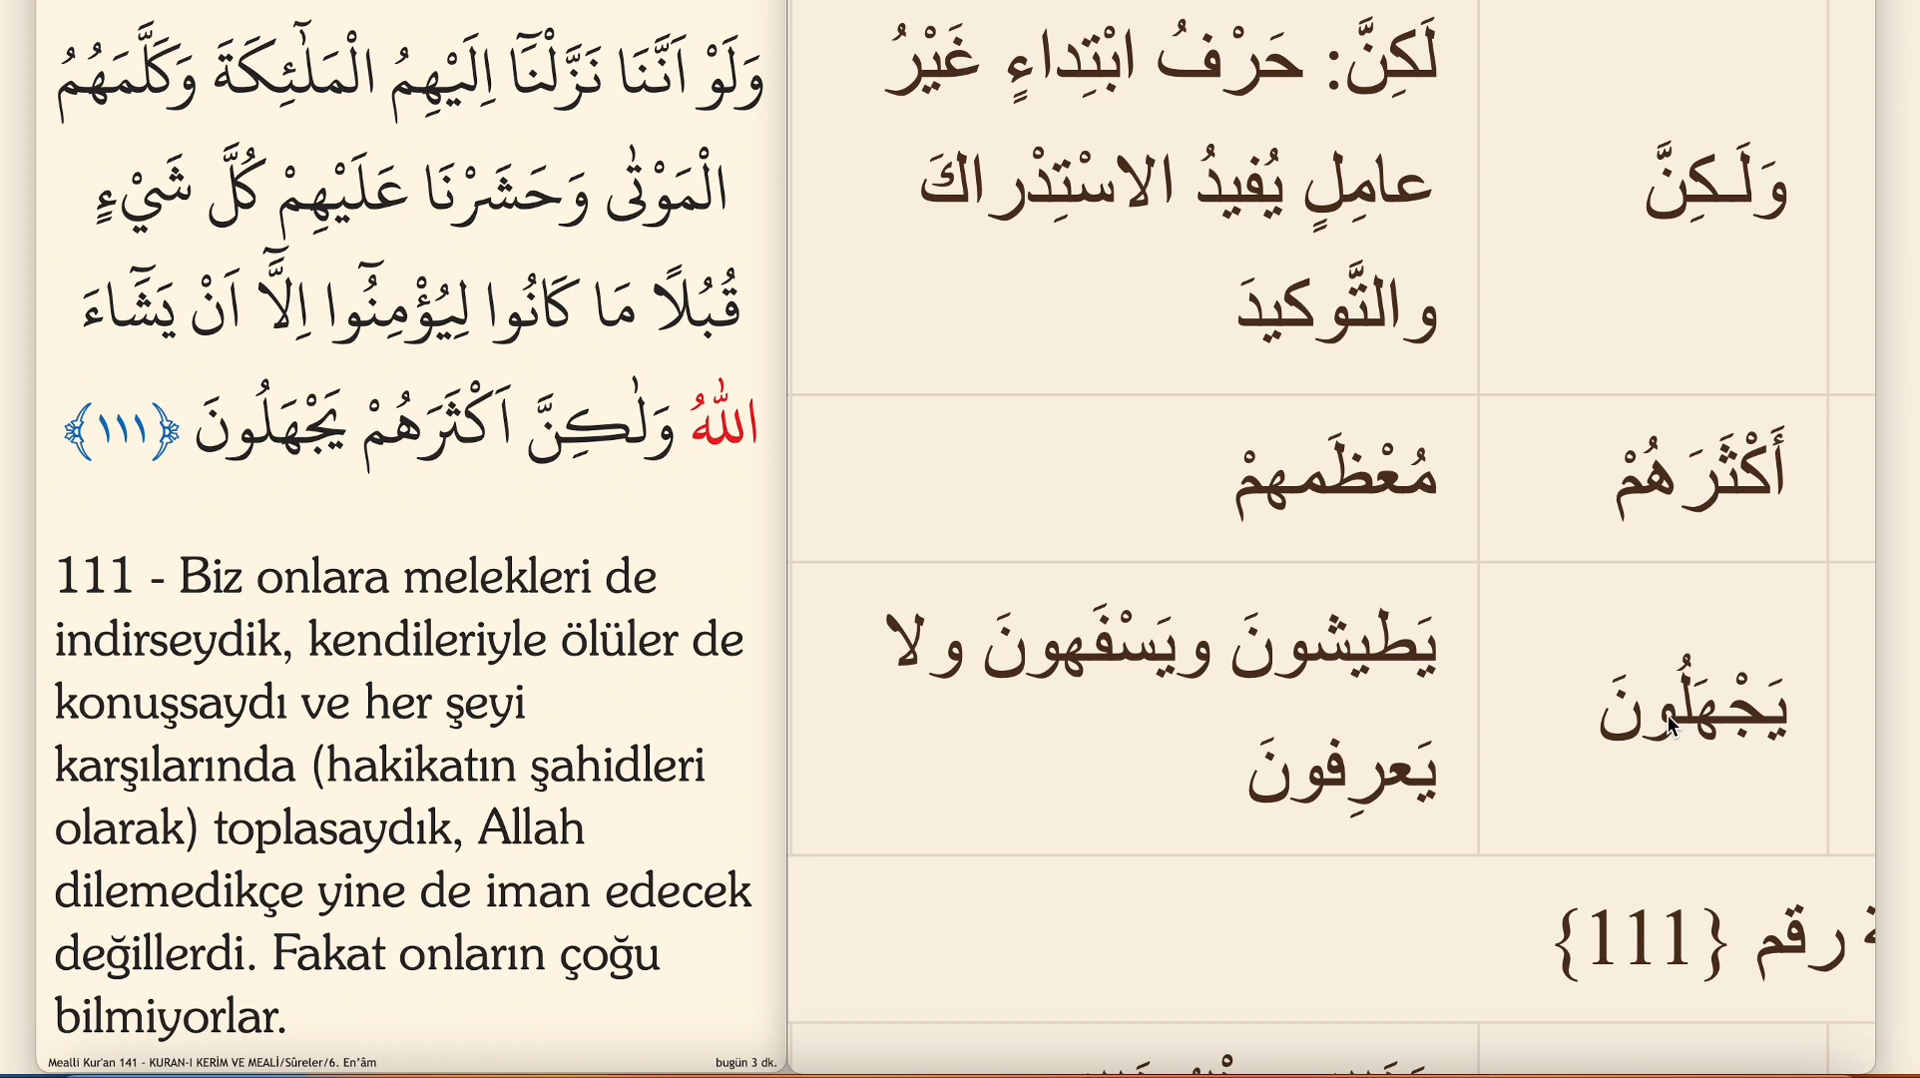 وَلَوْ اَنَّنَا نَزَّلْنَٓا اِلَيْهِمُ الْمَلٰٓئِكَةَ وَكَلَّمَهُمُ
الْمَوْتٰى وَحَشَرْنَا عَلَيْهِمْ كُلَّ شَيْءٍ
قُبُلًا مَا كَانُوا لِيُؤْمِنُٓوا اِلَّٓا اَنْ يَشَٓاءَ
اللّٰهُ وَلٰكِنَّ اَكْثَرَهُمْ يَجْهَلُونَ ﴿١١١﴾
111 - Biz onlara melekleri de
indirseydik, kendileriyle ölüler de
konuşsaydı ve her şeyi
karşılarında (hakikatın şahidleri
olarak) toplasaydık, Allah
dilemedikçe yine de iman edecek
değillerdi. Fakat onların çoğu
bilmiyorlar.
Mealli Kur'an 141 - KURAN-I KERİM VE MEALİ/Sûreler/6. En'âm
bugün 3 dk.
وَلَـكِنَّ
لَكِنَّ: حَرْفُ ابْتِداءٍ غَيْرُ
عامِلٍ يُفيدُ الاسْتِدْراكَ
والتَّوكيدَ
أَكْثَرَهُمْ
مُعْظَمهمْ
يَجْهَلُونَ
يَطيشونَ ويَسْفَهونَ ولا
يَعرِفونَ
رقم {111}